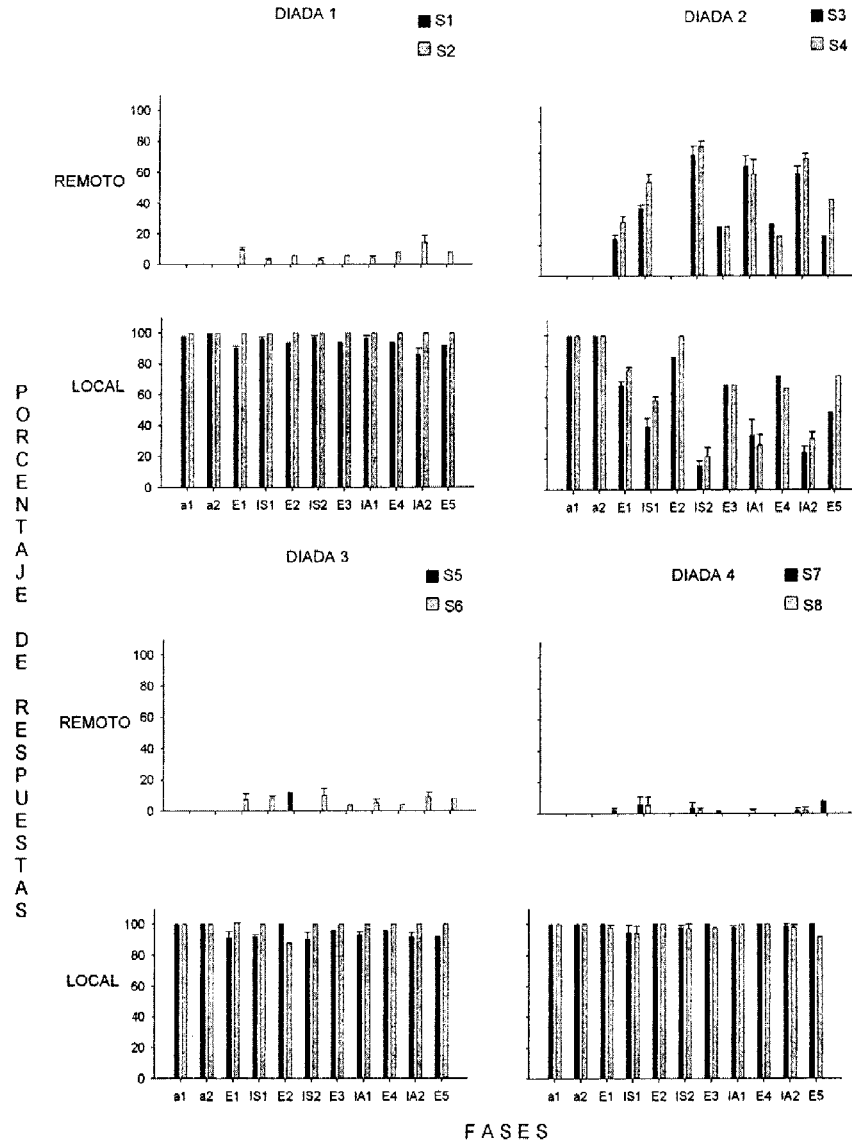 DIADA 1
S1
S2
DIADA 2
S3
S4
REMOTO
100
80
60
40
20
0
LOCAL
100
80
60
40
20
0
a1 a2 E1 IS1 E2 IS2 E3 IA1 E4 IA2 E5
a1 a2 E1 IS1 E2 IS2 E3 IA1 E4 IA2 E5
PORCENTAJE DE RESPUESTAS
DIADA 3
S5
S6
DIADA 4
S7
S8
REMOTO
100
80
60
40
20
0
LOCAL
100
80
60
40
20
0
a1 a2 E1 IS1 E2 IS2 E3 IA1 E4 IA2 E5
a1 a2 E1 IS1 E2 IS2 E3 IA1 E4 IA2 E5
FASES